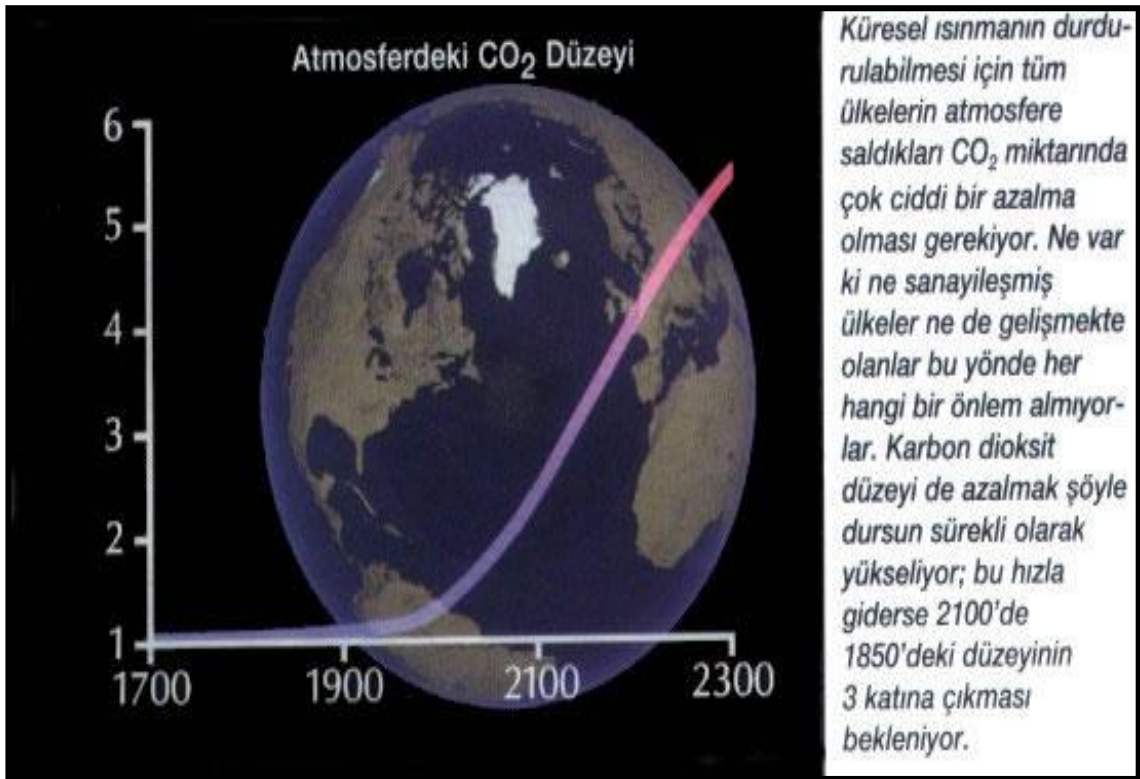 Atmosferdeki CO₂ Düzeyi
6
5
4
3
2
1
1700 1900 2100 2300
Küresel ısınmanın durdu-
rulabilmesi için tüm
ülkelerin atmosfere
saldıkları CO₂ miktarında
çok ciddi bir azalma
olması gerekiyor. Ne var
ki ne sanayileşmiş
ülkeler ne de gelişmekte
olanlar bu yönde her
hangi bir önlem almıyor-
lar. Karbon dioksit
düzeyi de azalmak şöyle
dursun sürekli olarak
yükseliyor; bu hızla
giderse 2100'de
1850'deki düzeyinin
3 katına çıkması
bekleniyor.